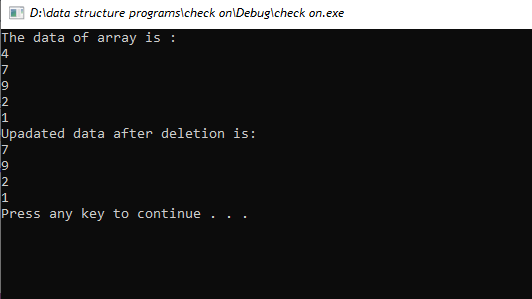 D:\data structure programs\check on\Debug\check on.exe
The data of array is :
4
7
9
2
1
Upadated data after deletion is:
7
9
2
1
Press any key to continue . . .